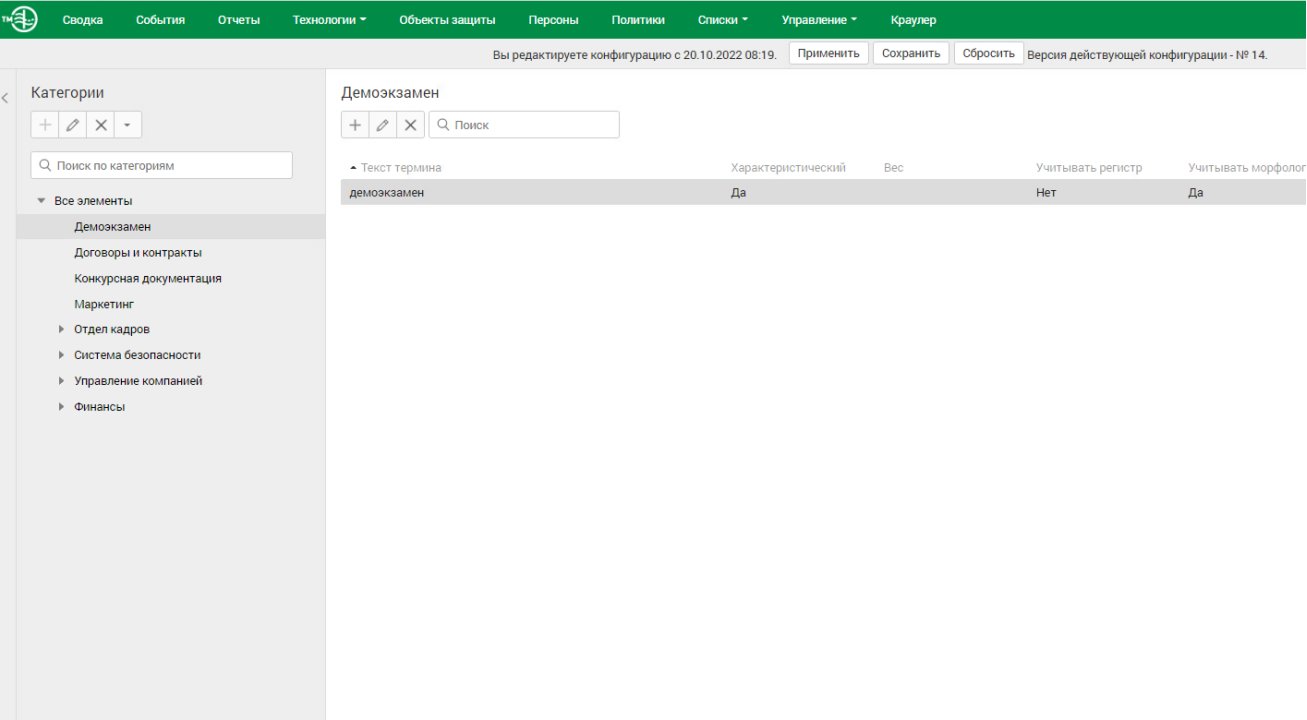 TM Сводка События Отчеты Технологии Объекты защиты Персоны Политики Списки Управление Краулер
Вы редактируете конфигурацию с 20.10.2022 08:19. Применить Сохранить Сбросить Версия действующей конфигурации - № 14.
Категории
Поиск по категориям
Все элементы
Демоэкзамен
Договоры и контракты
Конкурсная документация
Маркетинг
Отдел кадров
Система безопасности
Управление компанией
Финансы
Демоэкзамен
Поиск
Текст термина Характеристический Вес Учитывать регистр Учитывать морфолог
демоэкзамен Да Нет Да